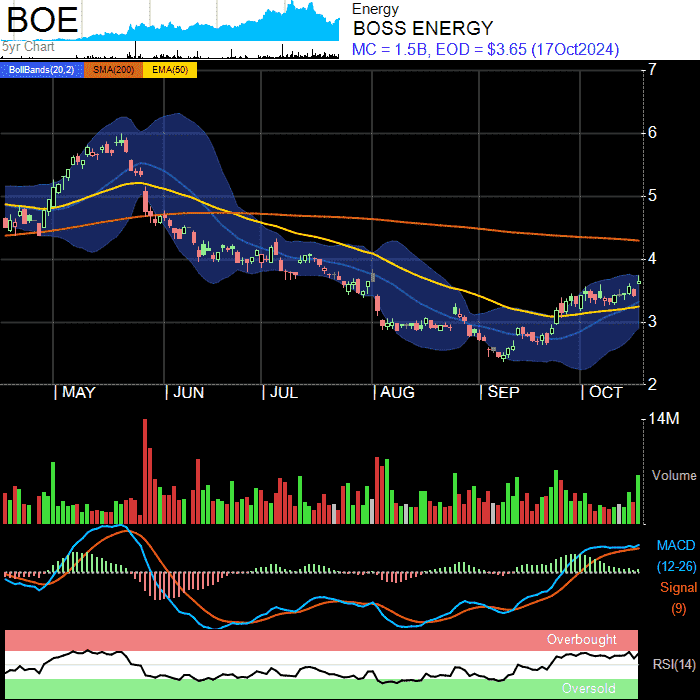 BOE
5yr Chart
Energy
BOSS ENERGY
MC = 1.5B, EOD = $3.65 (17Oct2024)
BollBands(20,2) SMA(200) EMA(50)
7
6
5
4
3
2
MAY JUN JUL AUG SEP OCT
14M
Volume
MACD
(12-26)
Signal
(9)
Overbought
RSI(14)
Oversold